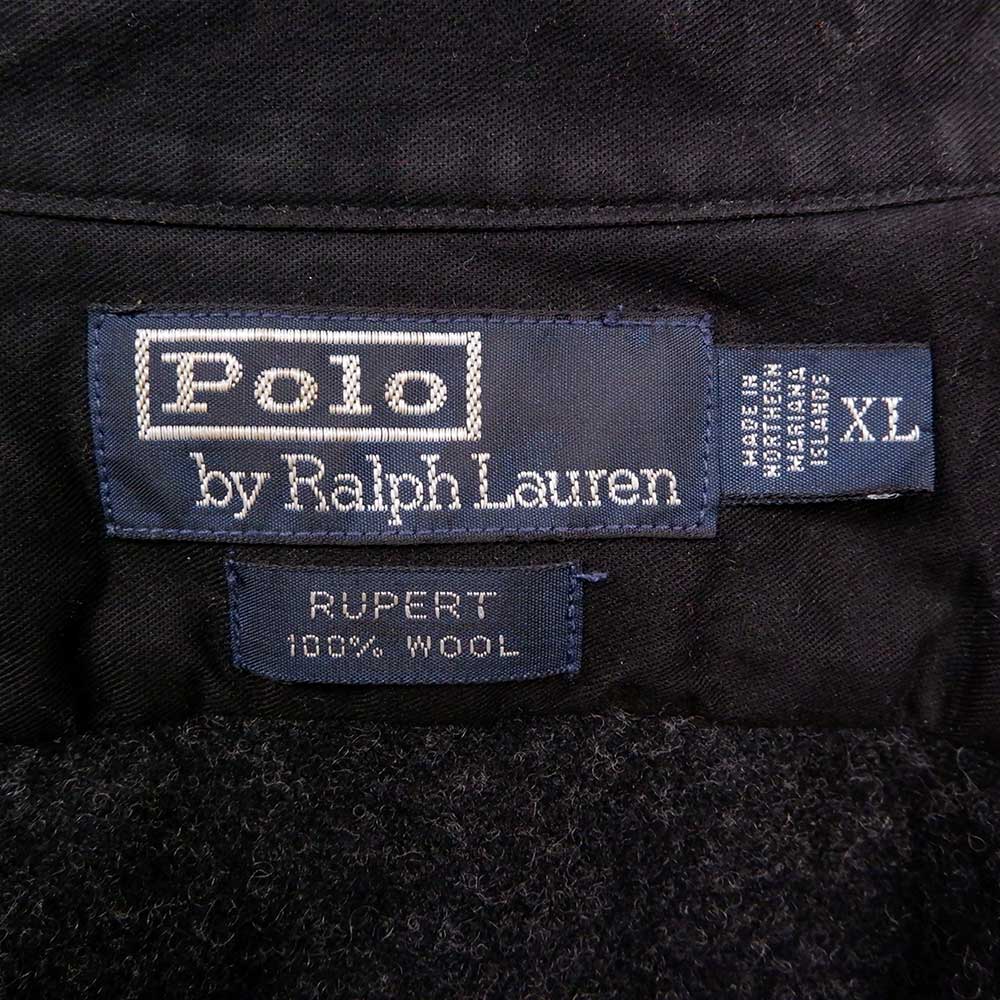 Polo
by Ralph Lauren
MADE IN
NORTHERN
MARIANA
ISLANDS
XL
RUPERT
100% WOOL